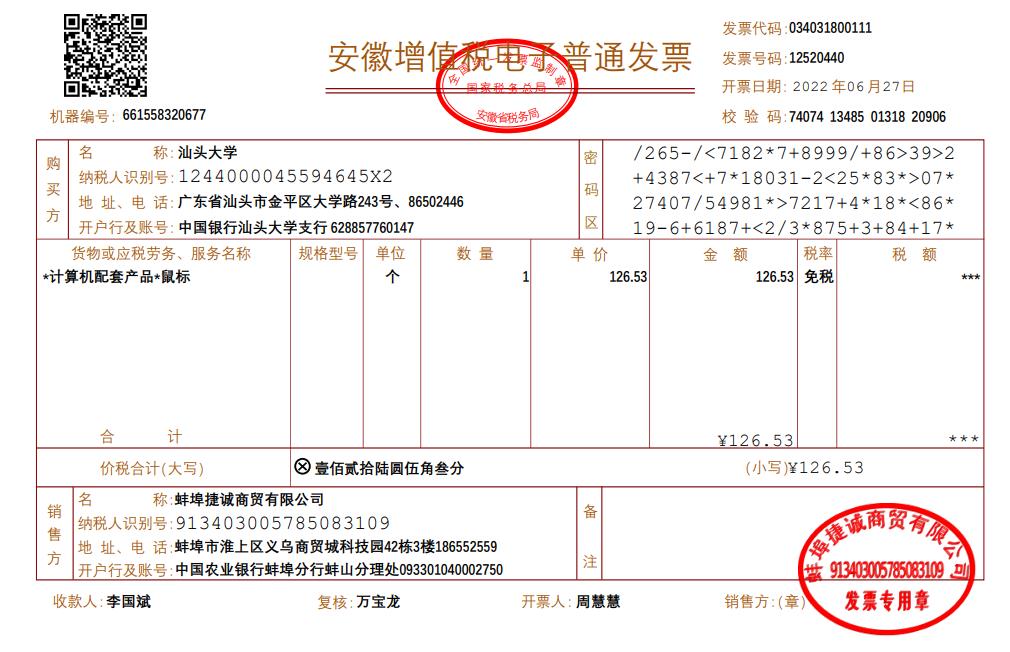 安徽增值税电子普通发票
全国统一发票监制章
国家税务总局
安徽省税务局
发票代码:034031800111
发票号码:12520440
开票日期: 2022 年06 月27日
机器编号: 661558320677
校 验 码:74074 13485 01318 20906
购买方
名 称:汕头大学
纳税人识别号:1244000045594645X2
地 址、电 话:广东省汕头市金平区大学路243号、86502446
开户行及账号:中国银行汕头大学支行 628857760147
密码区
/265-/<7182*7+8999/+86>39>2
+4387<+7*18031-2<25*83*>07*
27407/54981*>7217+4*18*<86*
19-6+6187+<2/3*875+3+84+17*
货物或应税劳务、服务名称 规格型号 单位 数 量 单 价 金 额 税率 税 额
*计算机配套产品*鼠标 个 1 126.53 126.53 免税 ***
合 计 ¥126.53 ***
价税合计(大写) ⊗壹佰贰拾陆圆伍角叁分 (小写)¥126.53
销售方
名 称:蚌埠捷诚商贸有限公司
纳税人识别号:913403005785083109
地 址、电 话:蚌埠市淮上区义乌商贸城科技园42栋3楼186552559
开户行及账号:中国农业银行蚌埠分行蚌山分理处093301040002750
备注
蚌埠捷诚商贸有限公司
913403005785083109
发票专用章
收款人:李国斌 复核:万宝龙 开票人:周慧慧 销售方:(章)